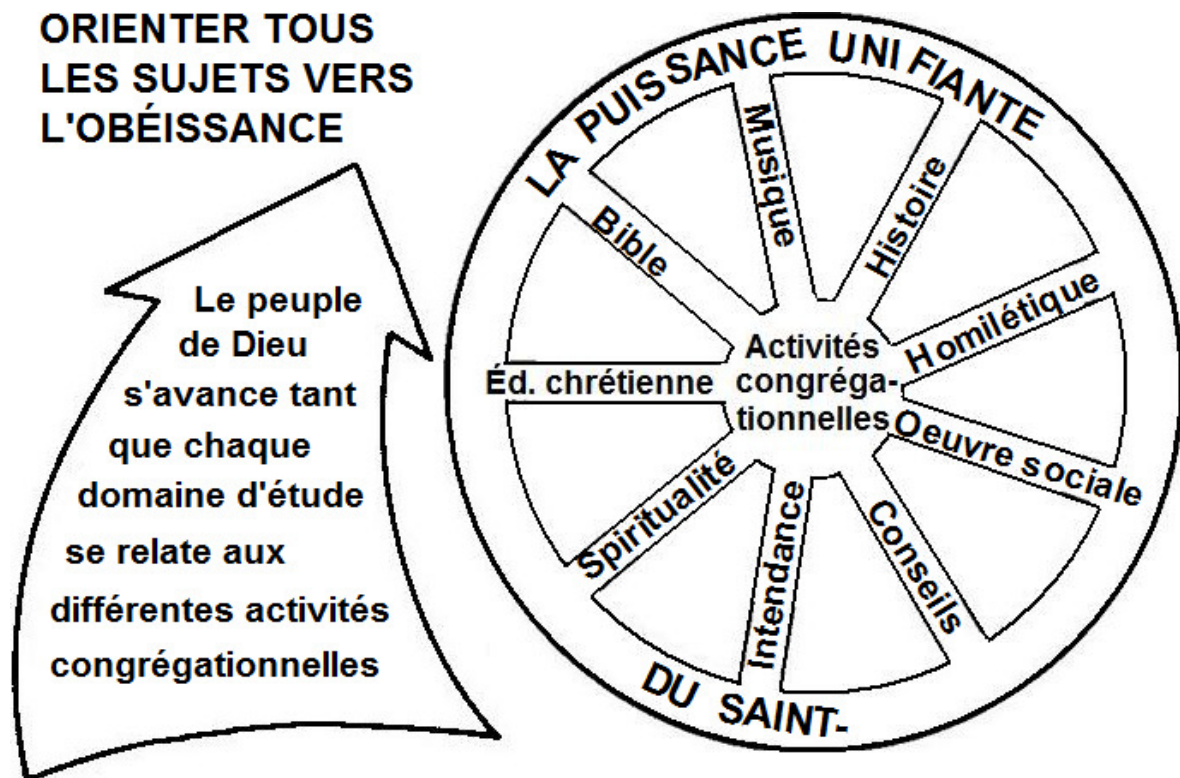 ORIENTER TOUS
LES SUJETS VERS
L'OBÉISSANCE
Le peuple
de Dieu
s'avance tant
que chaque
domaine d'étude
se relate aux
différentes activités
congrégationnelles
LA PUISSANCE UNIFIANTE
DU SAINT-
Bible
Musique
Histoire
Homilétique
Oeuvre sociale
Conseils
Intendance
Spiritualité
Éd. chrétienne
Activités
congréga-
tionnelles